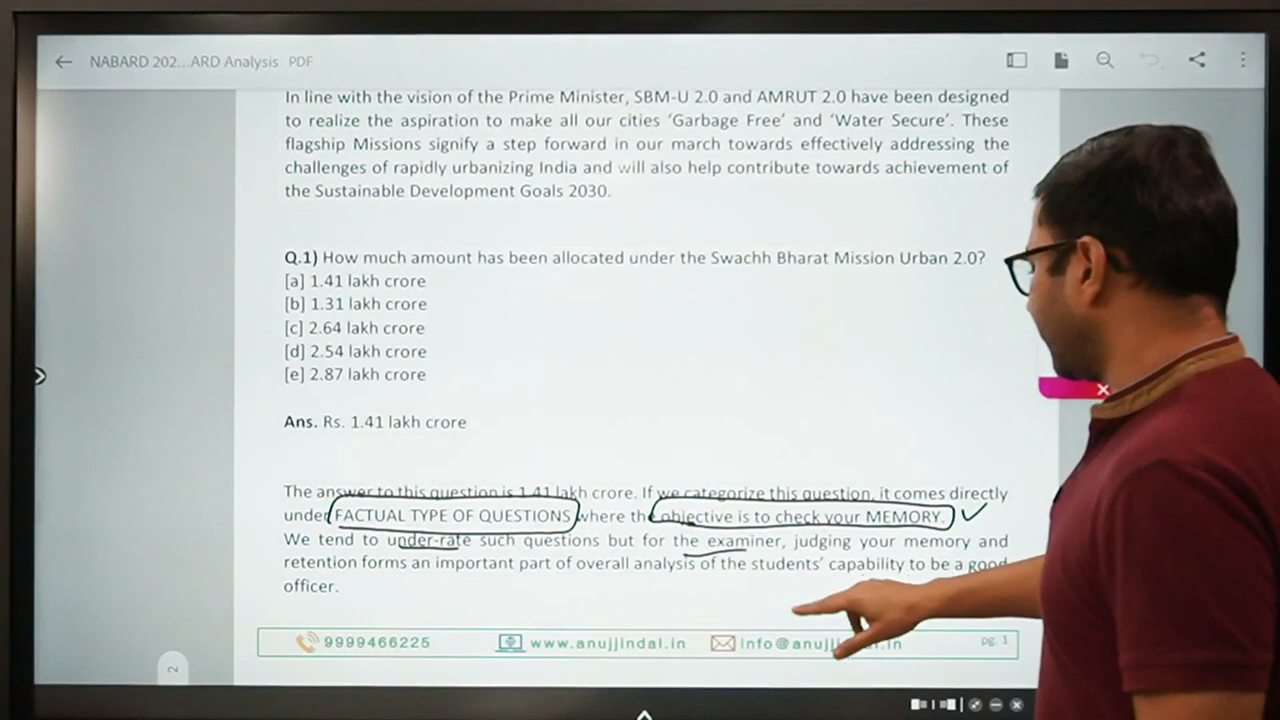 NABARD 202...ARD Analysis PDF
In line with the vision of the Prime Minister, SBM-U 2.0 and AMRUT 2.0 have been designed
to realize the aspiration to make all our cities ‘Garbage Free’ and ‘Water Secure’. These
flagship Missions signify a step forward in our march towards effectively addressing the
challenges of rapidly urbanizing India and will also help contribute towards achievement of
the Sustainable Development Goals 2030.
Q.1) How much amount has been allocated under the Swachh Bharat Mission Urban 2.0?
[a] 1.41 lakh crore
[b] 1.31 lakh crore
[c] 2.64 lakh crore
[d] 2.54 lakh crore
[e] 2.87 lakh crore
Ans. Rs. 1.41 lakh crore
The answer to this question is 1.41 lakh crore. If we categorize this question, it comes directly
under FACTUAL TYPE OF QUESTIONS where the objective is to check your MEMORY.
We tend to under-rate such questions but for the examiner, judging your memory and
retention forms an important part of overall analysis of the students’ capability to be a good
officer.
9999466225 www.anujjindal.in info@anujjindal.in pg. 1
2